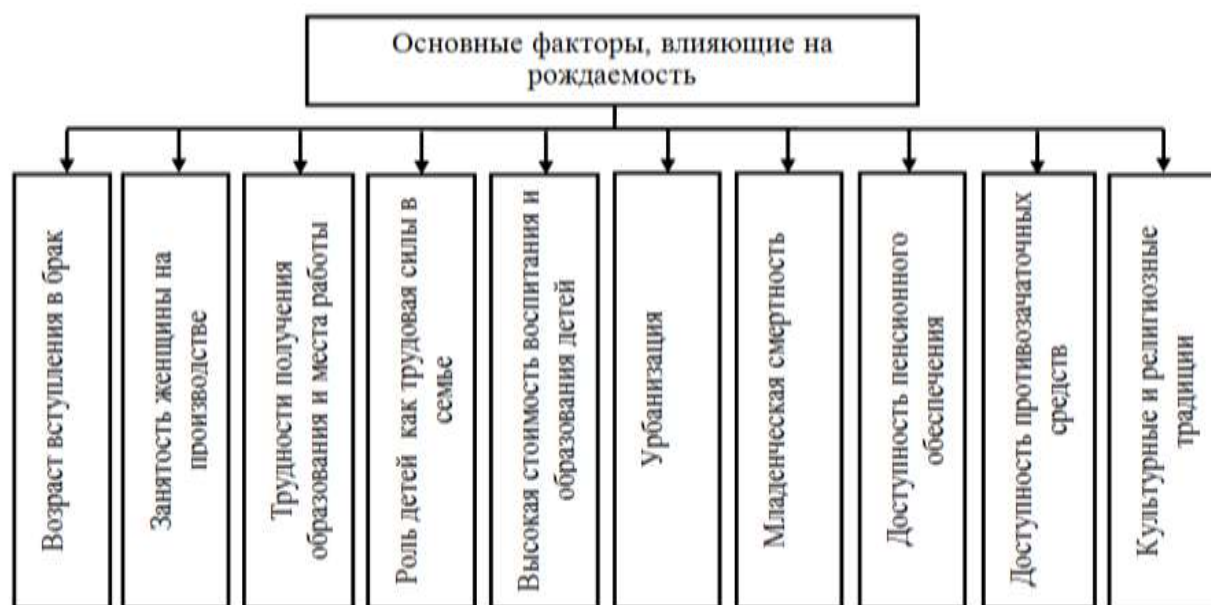 Основные факторы, влияющие на
рождаемость
Возраст вступления в брак
Занятость женщины на
производстве
Трудности получения
образования и места работы
Роль детей как трудовая силы в
семье
Высокая стоимость воспитания и
образования детей
Урбанизация
Младенческая смертность
Доступность пенсионного
обеспечения
Доступность противозачаточных
средств
Культурные и религиозные
традиции